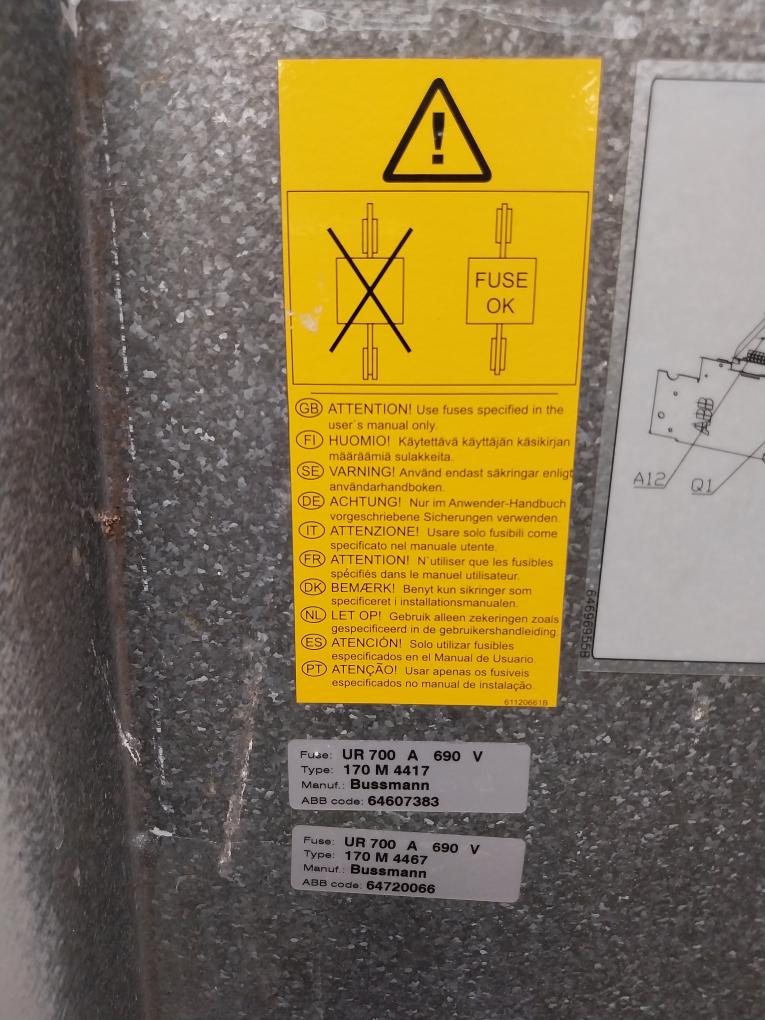 FUSE
OK
GB ATTENTION! Use fuses specified in the
user's manual only.
FI HUOMIO! Käytettävä käyttäjän käsikirjan
määräämiä sulakkeita.
SE VARNING! Använd endast säkringar enligt
användarhandboken.
DE ACHTUNG! Nur im Anwender-Handbuch
vorgeschriebene Sicherungen verwenden.
IT ATTENZIONE! Usare solo fusibili come
specificato nel manuale utente.
FR ATTENTION! N`utiliser que les fusibles
spécifiés dans le manuel utilisateur.
DK BEMÆRK! Benyt kun sikringer som
specificeret i installationsmanualen.
NL LET OP! Gebruik alleen zekeringen zoals
gespecificeerd in de gebruikershandleiding.
ES ATENCIÓN! Solo utilizar fusibles
especificados en el Manual de Usuario.
PT ATENÇÃO! Usar apenas os fusíveis
especificados no manual de instalação.
61120661B
Fuse: UR 700 A 690 V
Type: 170 M 4417
Manuf.: Bussmann
ABB code: 64607383
Fuse: UR 700 A 690 V
Type: 170 M 4467
Manuf.: Bussmann
ABB code: 64720066
ABB
A12
Q1
64696955B